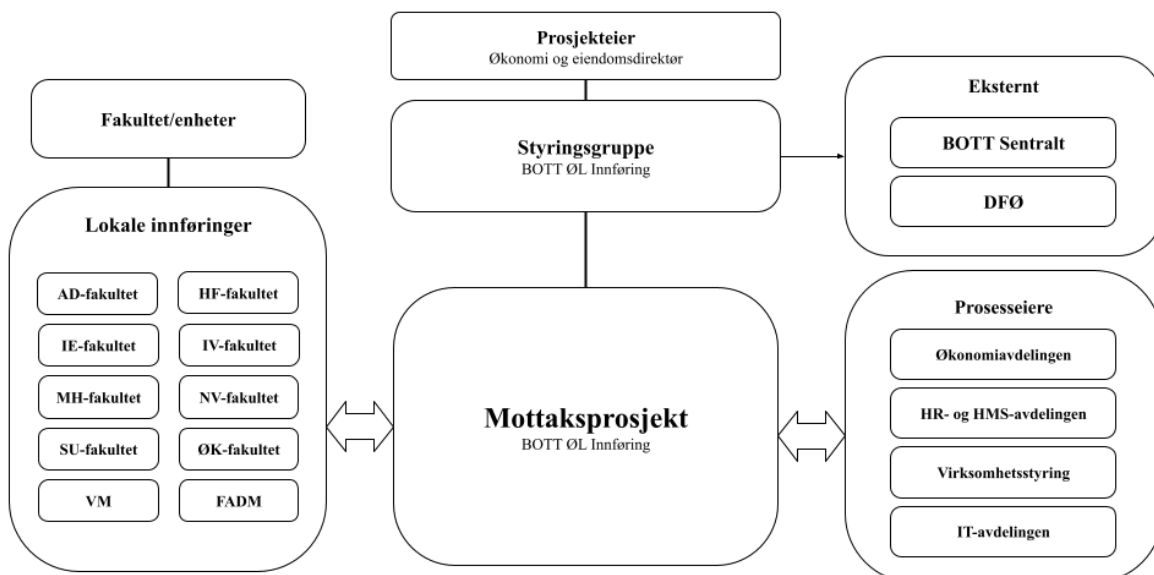 Prosjekteier
Økonomi og eiendomsdirektør
Fakultet/enheter
Styringsgruppe
BOTT ØL Innføring
Eksternt
BOTT Sentralt
DFØ
Lokale innføringer
AD-fakultet
HF-fakultet
IE-fakultet
IV-fakultet
MH-fakultet
NV-fakultet
SU-fakultet
ØK-fakultet
VM
FADM
Mottaksprosjekt
BOTT ØL Innføring
Prosesseiere
Økonomiavdelingen
HR- og HMS-avdelingen
Virksomhetsstyring
IT-avdelingen